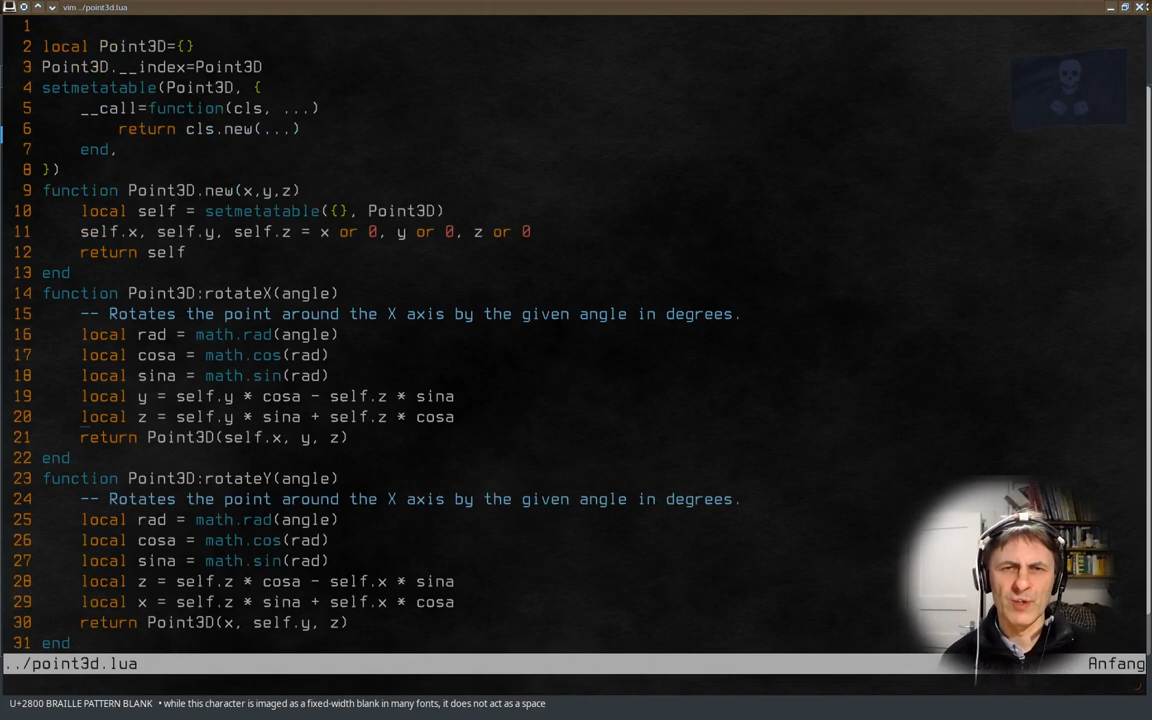 vim ../point3d.lua
1
2 local Point3D={}
3 Point3D.__index=Point3D
4 setmetatable(Point3D, {
5     __call=function(cls, ...)
6         return cls.new(...)
7     end,
8 })
9 function Point3D.new(x,y,z)
10     local self = setmetatable({}, Point3D)
11     self.x, self.y, self.z = x or 0, y or 0, z or 0
12     return self
13 end
14 function Point3D:rotateX(angle)
15     -- Rotates the point around the X axis by the given angle in degrees.
16     local rad = math.rad(angle)
17     local cosa = math.cos(rad)
18     local sina = math.sin(rad)
19     local y = self.y * cosa - self.z * sina
20     local z = self.y * sina + self.z * cosa
21     return Point3D(self.x, y, z)
22 end
23 function Point3D:rotateY(angle)
24     -- Rotates the point around the X axis by the given angle in degrees.
25     local rad = math.rad(angle)
26     local cosa = math.cos(rad)
27     local sina = math.sin(rad)
28     local z = self.z * cosa - self.x * sina
29     local x = self.z * sina + self.x * cosa
30     return Point3D(x, self.y, z)
31 end
../point3d.lua Anfang
U+2800 BRAILLE PATTERN BLANK • while this character is imaged as a fixed-width blank in many fonts, it does not act as a space